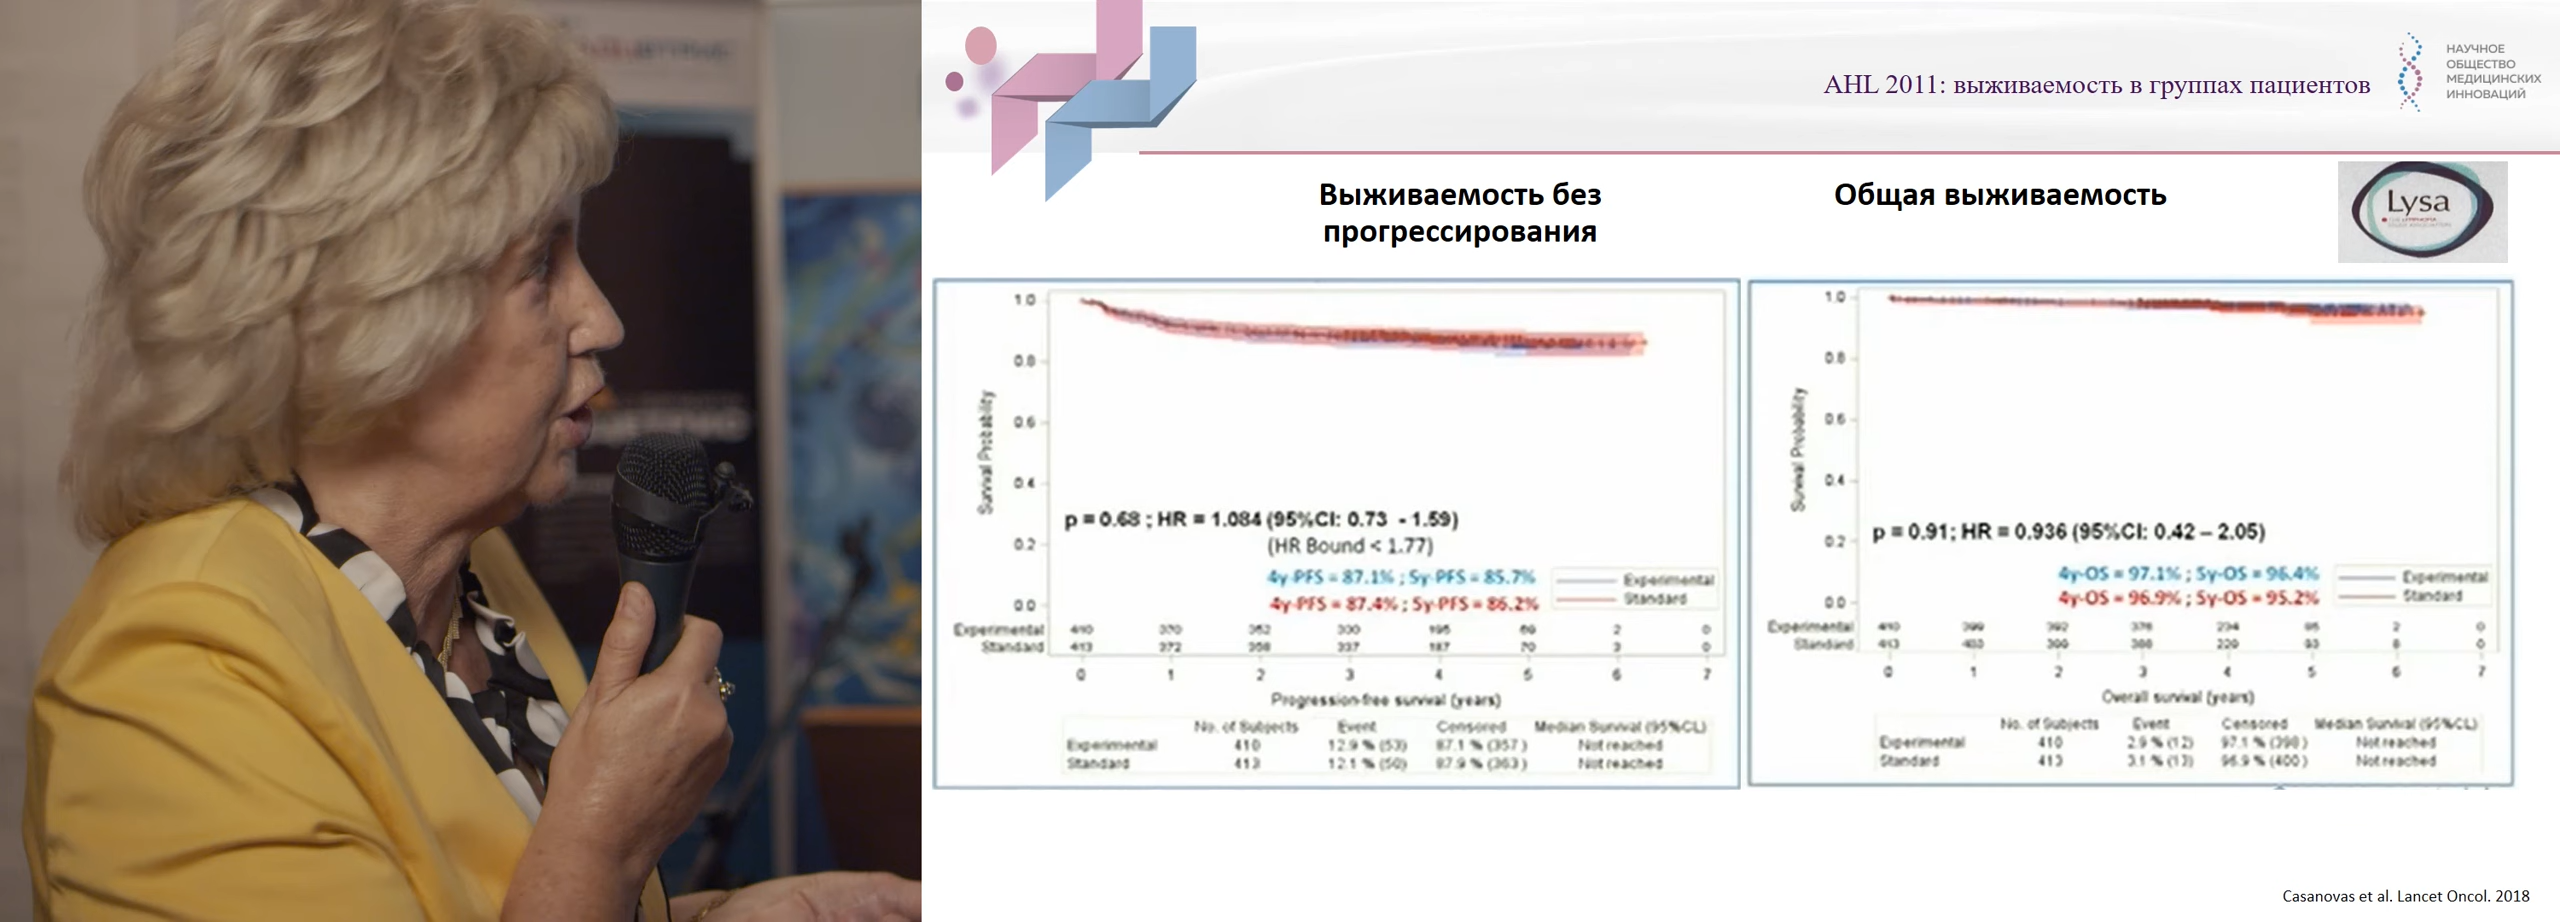 AHL 2011: выживаемость в группах пациентов
НАУЧНОЕ
ОБЩЕСТВО
МЕДИЦИНСКИХ
ИННОВАЦИЙ
Выживаемость без
прогрессирования
Общая выживаемость
Lysa
1.0
0.8
0.6
0.4
0.2
0.0
Survival Probability
p = 0.68 ; HR = 1.084 (95%CI: 0.73 - 1.59)
(HR Bound < 1.77)
4y-PFS = 87.1% ; 5y-PFS = 85.7%
4y-PFS = 87.4% ; 5y-PFS = 86.2%
Experimental
Standard
Experimental 410 370 352 330 195 69 2 0
Standard 413 372 358 337 187 70 3 0
0 1 2 3 4 5 6 7
Progression-free survival (years)
No. of Subjects Event Censored Median Survival (95%CL)
Experimental 410 12.9 % (53) 87.1 % (357) Not reached
Standard 413 12.1 % (50) 87.9 % (363) Not reached
1.0
0.8
0.6
0.4
0.2
0.0
Survival Probability
p = 0.91; HR = 0.936 (95%CI: 0.42 – 2.05)
4y-OS = 97.1% ; 5y-OS = 96.4%
4y-OS = 96.9% ; 5y-OS = 95.2%
Experimental
Standard
Experimental 410 399 392 376 234 2 0
Standard 413 403 220 93 0
0 1 2 3 4 5 6 7
Overall survival (years)
No. of Subjects Event Censored Median Survival (95%CL)
Experimental 410 2.9 % (12) 97.1 % (398) Not reached
Standard 413 3.1 % (13) 96.9 % (400) Not reached
Casanovas et al. Lancet Oncol. 2018